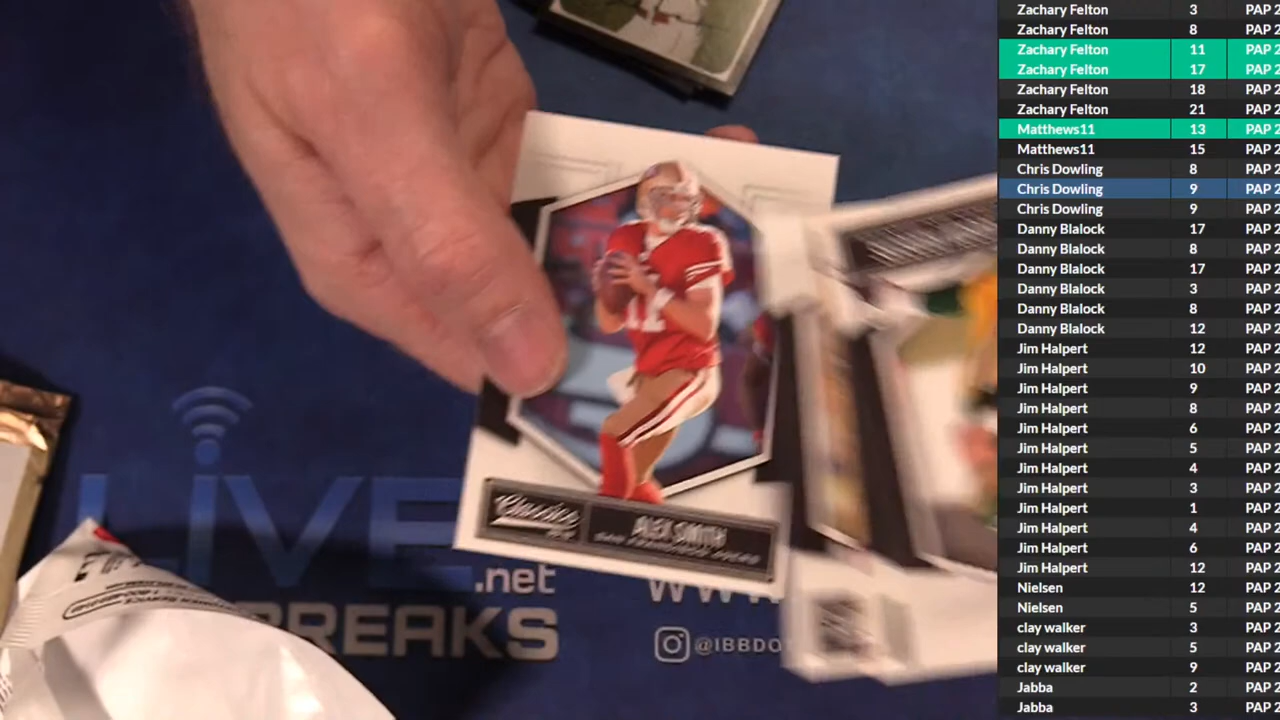 Classics
ALEX SMITH
SAN FRANCISCO 49ERS
11
LIVE
.net
BREAKS
@IBBDO
Zachary Felton 3 PAP 2
Zachary Felton 8 PAP 2
Zachary Felton 11 PAP 2
Zachary Felton 17 PAP 2
Zachary Felton 18 PAP 2
Zachary Felton 21 PAP 2
Matthews11 13 PAP 2
Matthews11 15 PAP 2
Chris Dowling 8 PAP 2
Chris Dowling 9 PAP 2
Chris Dowling 9 PAP 2
Danny Blalock 17 PAP 2
Danny Blalock 8 PAP 2
Danny Blalock 17 PAP 2
Danny Blalock 3 PAP 2
Danny Blalock 8 PAP 2
Danny Blalock 12 PAP 2
Jim Halpert 12 PAP 2
Jim Halpert 10 PAP 2
Jim Halpert 9 PAP 2
Jim Halpert 8 PAP 2
Jim Halpert 6 PAP 2
Jim Halpert 5 PAP 2
Jim Halpert 4 PAP 2
Jim Halpert 3 PAP 2
Jim Halpert 1 PAP 2
Jim Halpert 4 PAP 2
Jim Halpert 6 PAP 2
Jim Halpert 12 PAP 2
Nielsen 12 PAP 2
Nielsen 5 PAP 2
clay walker 3 PAP 2
clay walker 5 PAP 2
clay walker 9 PAP 2
Jabba 2 PAP 2
Jabba 3 PAP 2